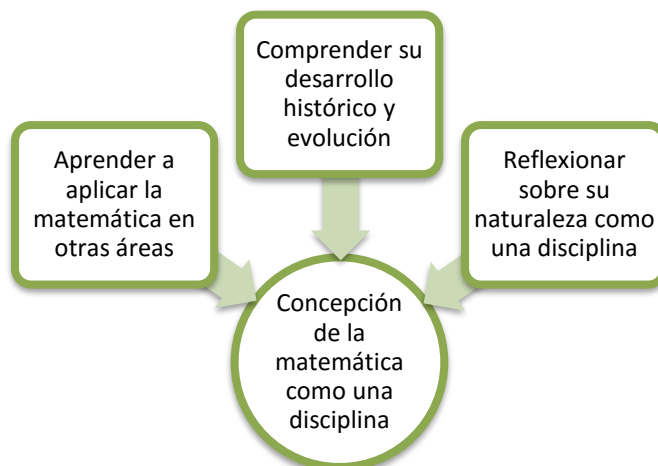 Comprender su
desarrollo
histórico y
evolución
Aprender a
aplicar la
matemática en
otras áreas
Reflexionar
sobre su
naturaleza como
una disciplina
Concepción
de la
matemática
como una
disciplina